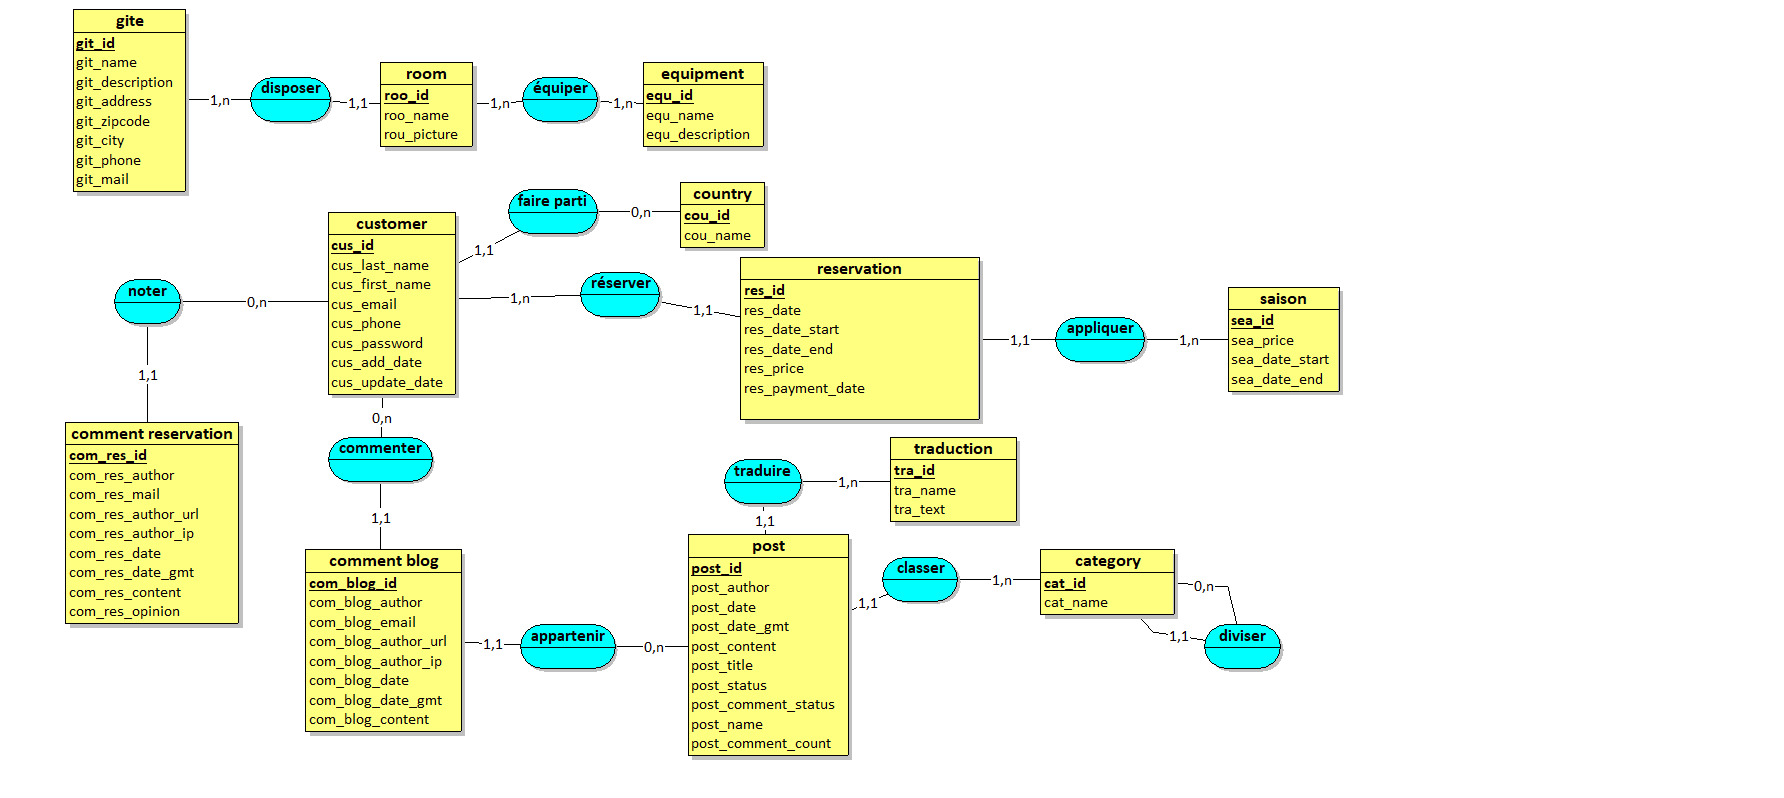 gite
git_id
git_name
git_description
git_address
git_zipcode
git_city
git_phone
git_mail
1,n
disposer
1,1
room
roo_id
roo_name
rou_picture
1,n
équiper
1,n
equipment
equ_id
equ_name
equ_description
customer
cus_id
cus_last_name
cus_first_name
cus_email
cus_phone
cus_password
cus_add_date
cus_update_date
1,1
faire parti
0,n
country
cou_id
cou_name
1,n
réserver
1,1
reservation
res_id
res_date
res_date_start
res_date_end
res_price
res_payment_date
1,1
appliquer
1,n
saison
sea_id
sea_price
sea_date_start
sea_date_end
noter
0,n
1,1
comment reservation
com_res_id
com_res_author
com_res_mail
com_res_author_url
com_res_author_ip
com_res_date
com_res_date_gmt
com_res_content
com_res_opinion
0,n
commenter
1,1
comment blog
com_blog_id
com_blog_author
com_blog_email
com_blog_author_url
com_blog_author_ip
com_blog_date
com_blog_date_gmt
com_blog_content
1,1
appartenir
0,n
traduire
1,n
1,1
traduction
tra_id
tra_name
tra_text
post
post_id
post_author
post_date
post_date_gmt
post_content
post_title
post_status
post_comment_status
post_name
post_comment_count
1,1
classer
1,n
category
cat_id
cat_name
0,n
1,1
diviser